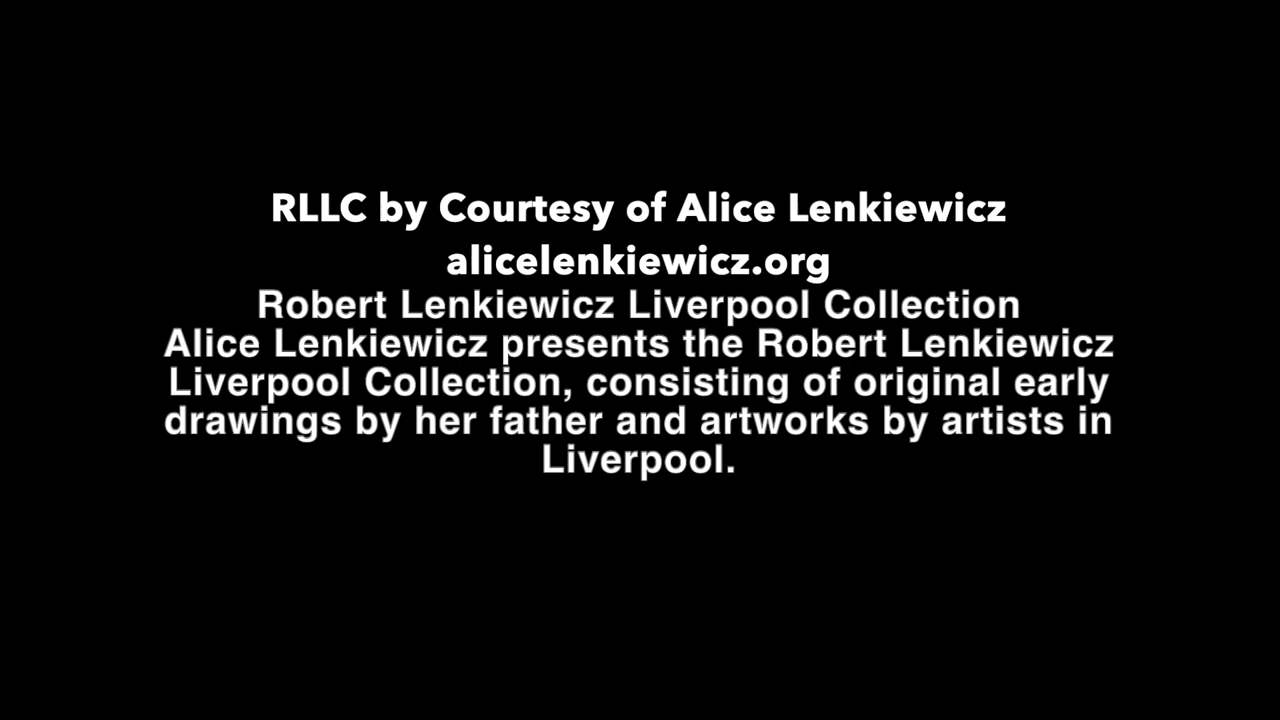 RLLC by Courtesy of Alice Lenkiewicz
alicelenkiewicz.org
Robert Lenkiewicz Liverpool Collection
Alice Lenkiewicz presents the Robert Lenkiewicz
Liverpool Collection, consisting of original early
drawings by her father and artworks by artists in
Liverpool.